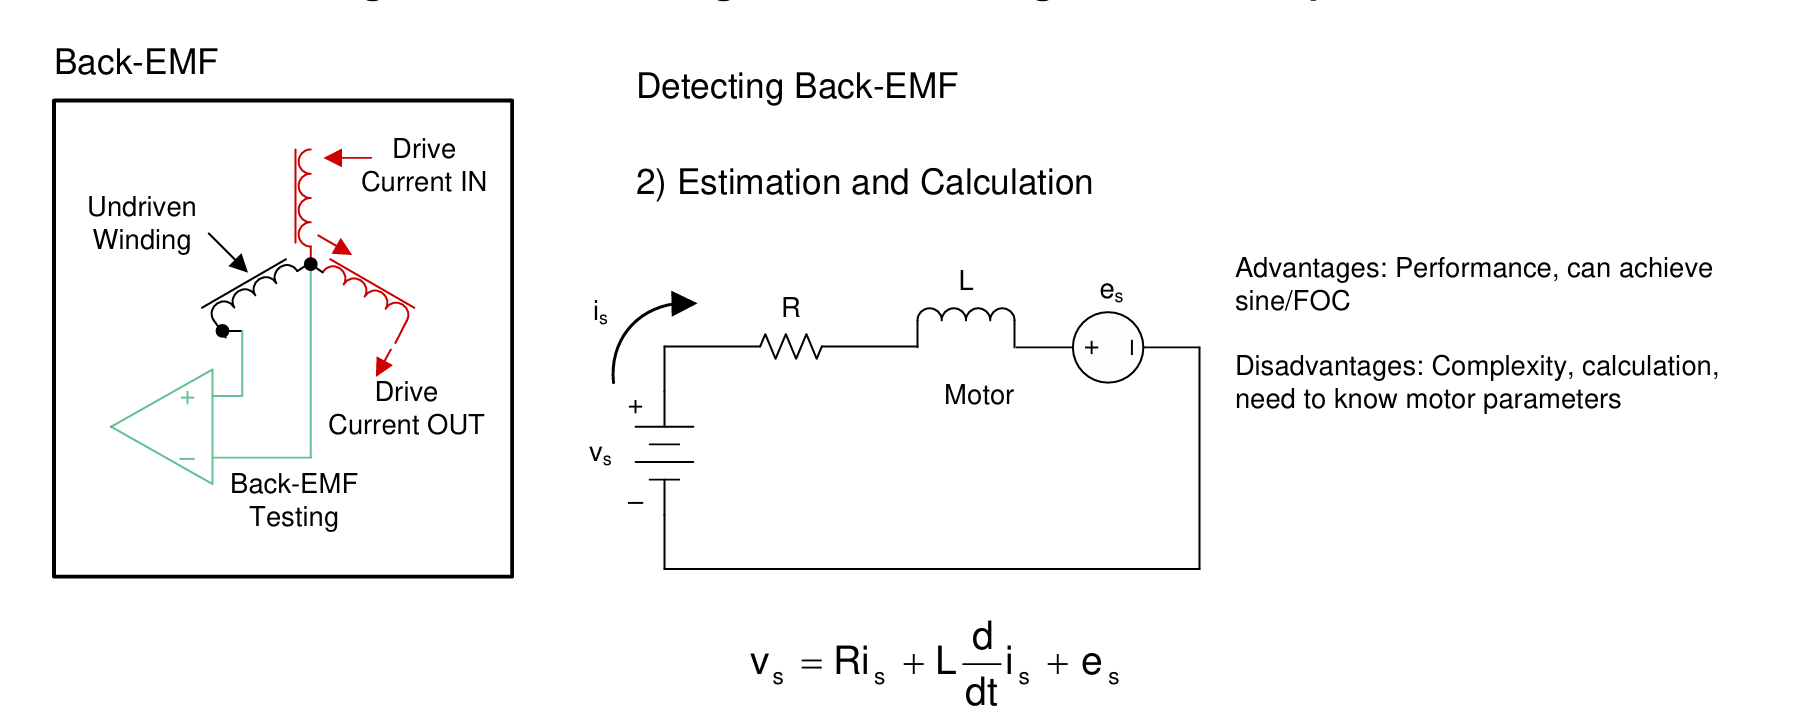 Back-EMF
Drive
Current IN
Undriven
Winding
Drive
Current OUT
+
−
Back-EMF
Testing
Detecting Back-EMF
2) Estimation and Calculation
is
R
L
es
+ −
Motor
+
vs
−
Advantages: Performance, can achieve
sine/FOC
Disadvantages: Complexity, calculation,
need to know motor parameters
vs = Ris + L d/dt is + es